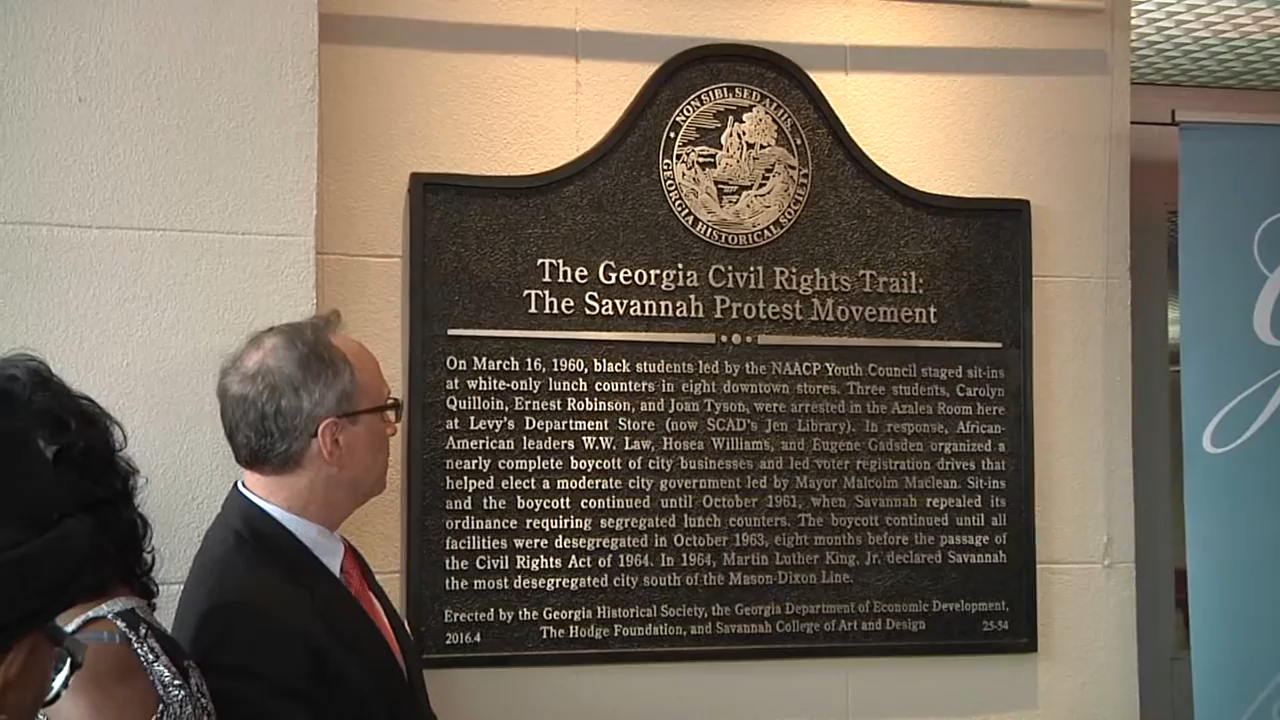 NON SIBI, SED ALIIS.
GEORGIA HISTORICAL SOCIETY
The Georgia Civil Rights Trail:
The Savannah Protest Movement
On March 16, 1960, black students led by the NAACP Youth Council staged sit-ins
at white-only lunch counters in eight downtown stores. Three students, Carolyn
Quilloin, Ernest Robinson, and Joan Tyson, were arrested in the Azalea Room here
at Levy's Department Store (now SCAD's Jen Library). In response, African-
American leaders W.W. Law, Hosea Williams, and Eugene Gadsden organized a
nearly complete boycott of city businesses and led voter registration drives that
helped elect a moderate city government led by Mayor Malcolm Maclean. Sit-ins
and the boycott continued until October 1961, when Savannah repealed its
ordinance requiring segregated lunch counters. The boycott continued until all
facilities were desegregated in October 1963, eight months before the passage of
the Civil Rights Act of 1964. In 1964, Martin Luther King, Jr. declared Savannah
the most desegregated city south of the Mason-Dixon Line.
Erected by the Georgia Historical Society, the Georgia Department of Economic Development,
The Hodge Foundation, and Savannah College of Art and Design
2016.4 25-54